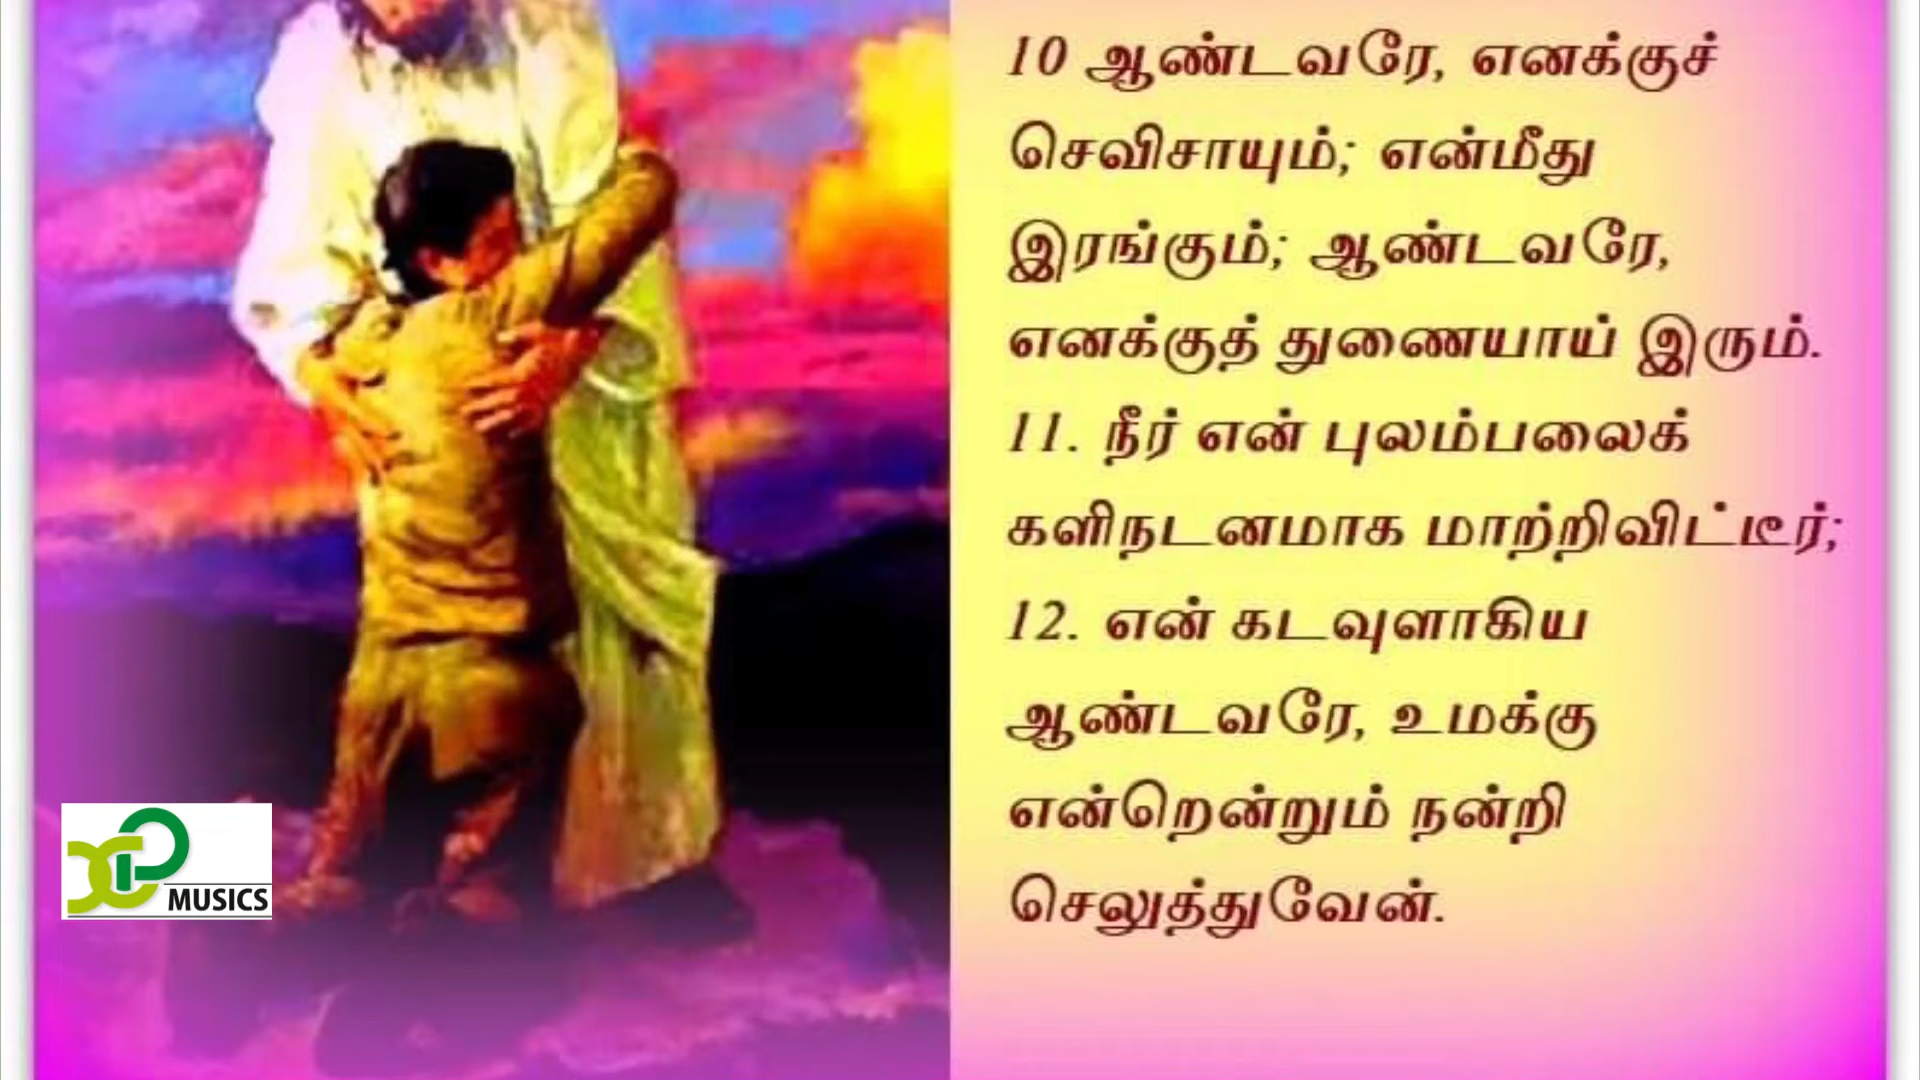 10 ஆண்டவரே, எனக்குச்
செவிசாயும்; என்மீது
இரங்கும்; ஆண்டவரே,
எனக்குத் துணையாய் இரும்.
11. நீர் என் புலம்பலைக்
களிநடனமாக மாற்றிவிட்டீர்;
12. என் கடவுளாகிய
ஆண்டவரே, உமக்கு
என்றென்றும் நன்றி
செலுத்துவேன்.
MUSICS